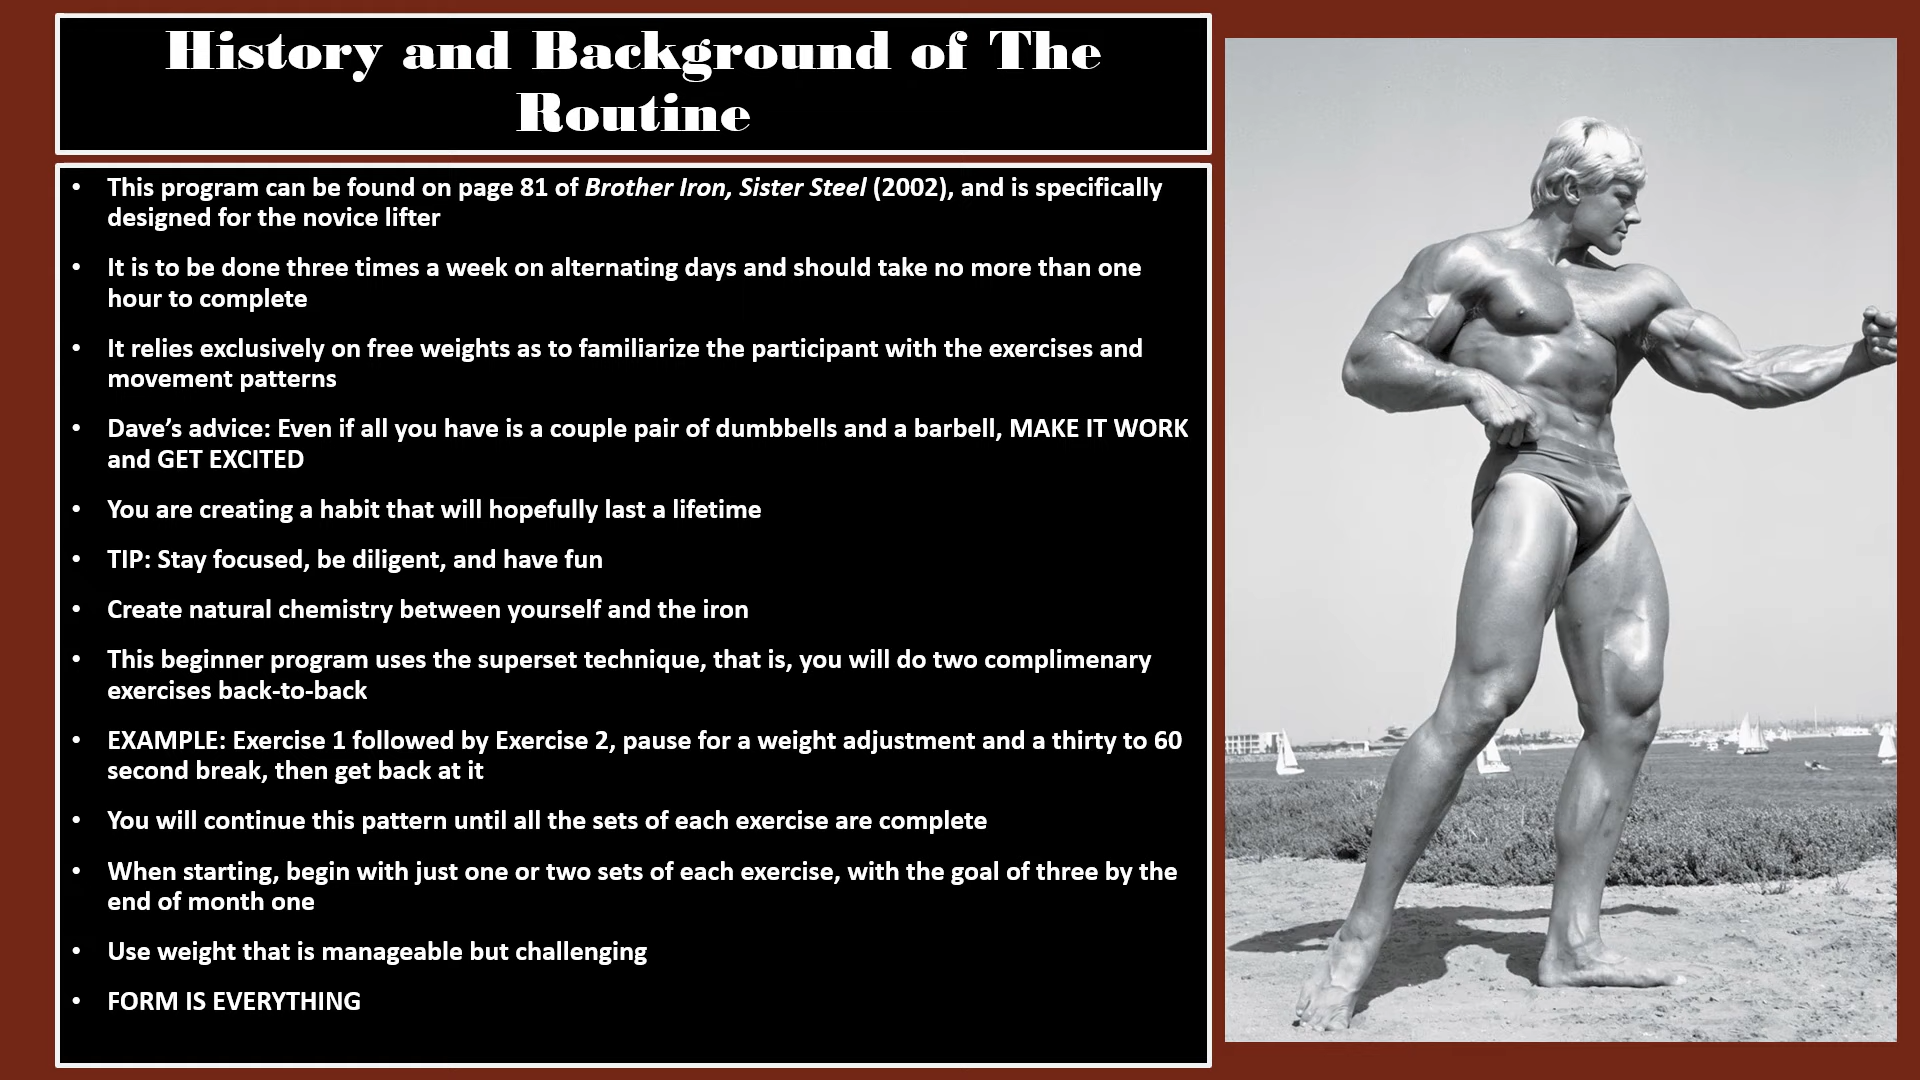 History and Background of The
Routine
• This program can be found on page 81 of Brother Iron, Sister Steel (2002), and is specifically
designed for the novice lifter
• It is to be done three times a week on alternating days and should take no more than one
hour to complete
• It relies exclusively on free weights as to familiarize the participant with the exercises and
movement patterns
• Dave’s advice: Even if all you have is a couple pair of dumbbells and a barbell, MAKE IT WORK
and GET EXCITED
• You are creating a habit that will hopefully last a lifetime
• TIP: Stay focused, be diligent, and have fun
• Create natural chemistry between yourself and the iron
• This beginner program uses the superset technique, that is, you will do two complimenary
exercises back-to-back
• EXAMPLE: Exercise 1 followed by Exercise 2, pause for a weight adjustment and a thirty to 60
second break, then get back at it
• You will continue this pattern until all the sets of each exercise are complete
• When starting, begin with just one or two sets of each exercise, with the goal of three by the
end of month one
• Use weight that is manageable but challenging
• FORM IS EVERYTHING